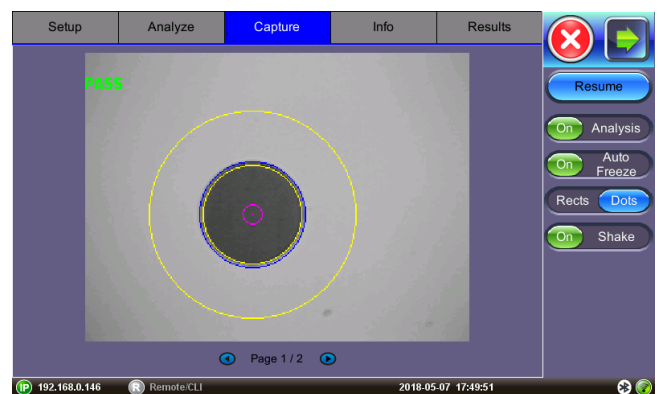 Setup Analyze Capture Info Results
PASS
Resume
On Analysis
On Auto Freeze
Rects Dots
On Shake
Page 1 / 2
IP 192.168.0.146 R Remote/CLI 2018-05-07 17:49:51